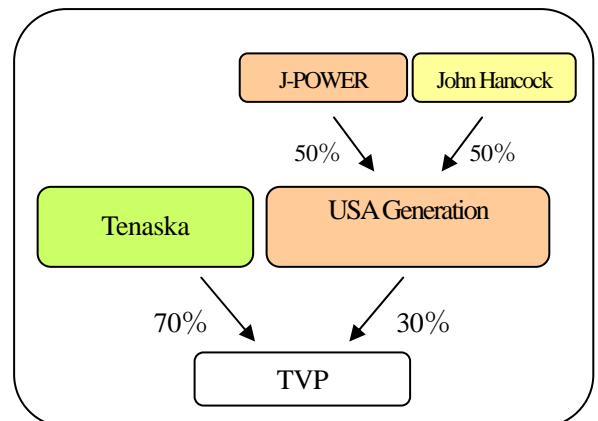 J-POWER John Hancock
50% 50%
Tenaska USA Generation
70% 30%
TVP